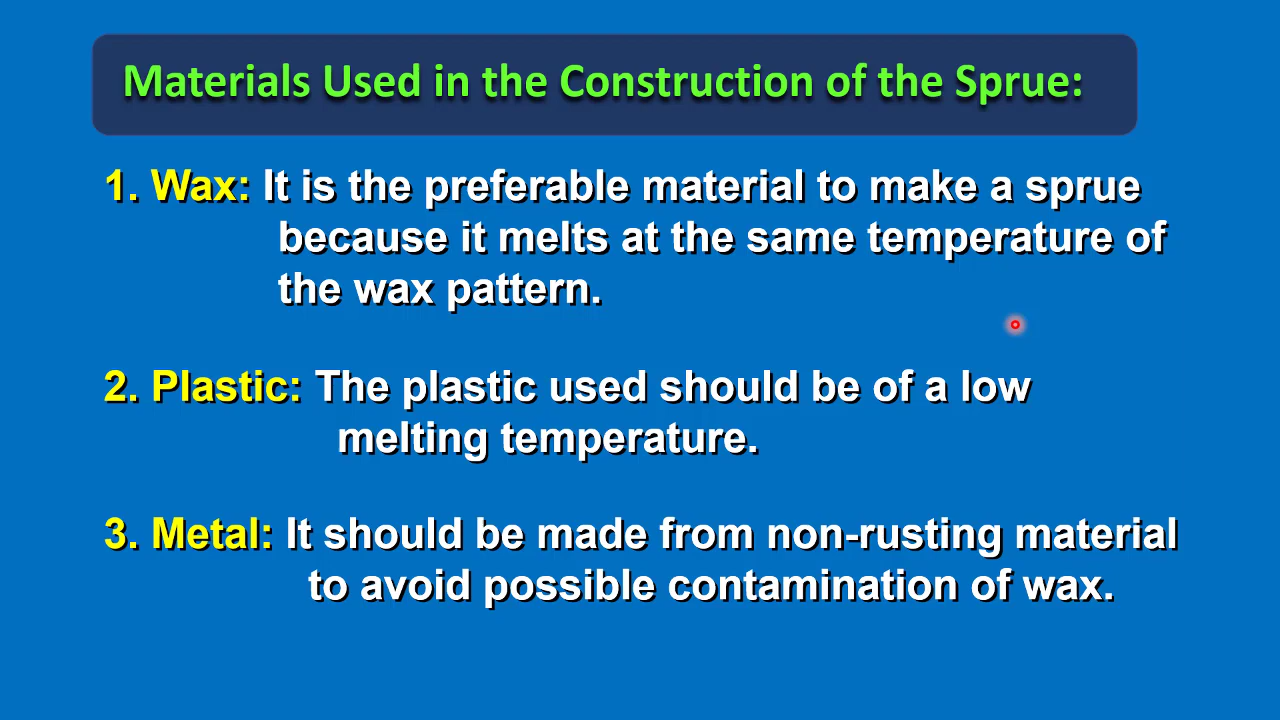 Materials Used in the Construction of the Sprue:
1. Wax: It is the preferable material to make a sprue
because it melts at the same temperature of
the wax pattern.
2. Plastic: The plastic used should be of a low
melting temperature.
3. Metal: It should be made from non-rusting material
to avoid possible contamination of wax.